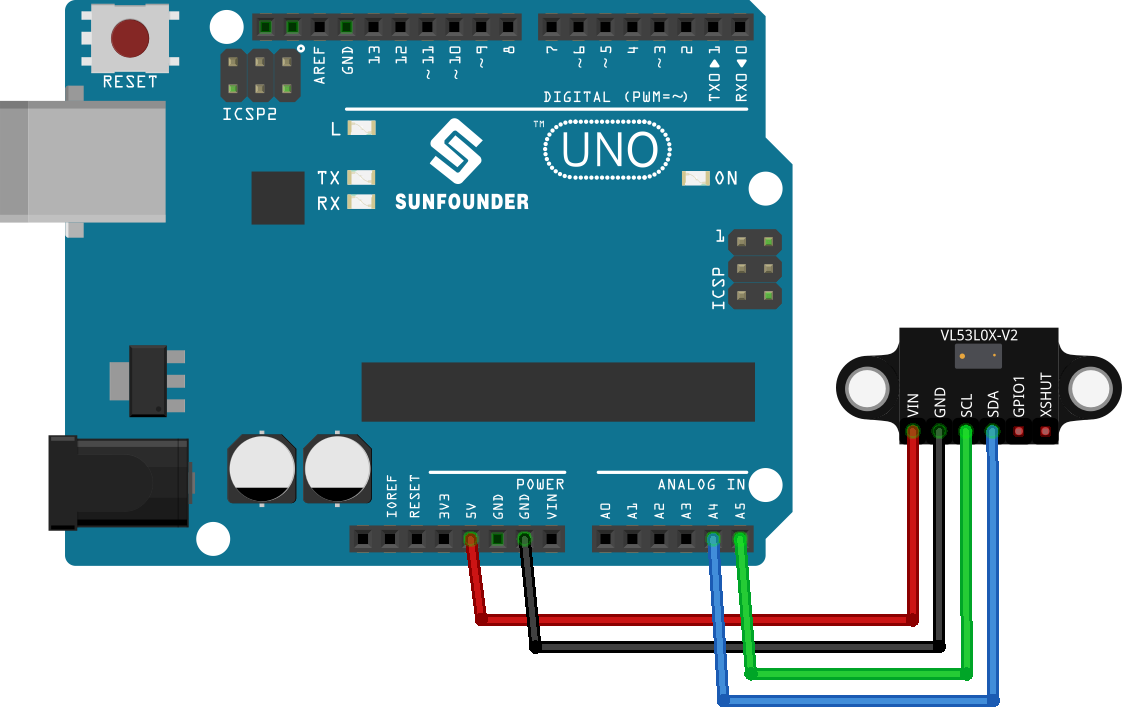 RESET
ICSP2
AREF
GND
13
12
~11
~10
~9
8
7
~6
~5
4
~3
2
TX0▶1
RX0◀0
DIGITAL (PWM=~)
L
TX
RX
SUNFOUNDER
TM
UNO
ON
1
ICSP
VL53L0X-V2
VIN
GND
SCL
SDA
GPIO1
XSHUT
POWER
ANALOG IN
IOREF
RESET
3V3
5V
GND
GND
VIN
A0
A1
A2
A3
A4
A5